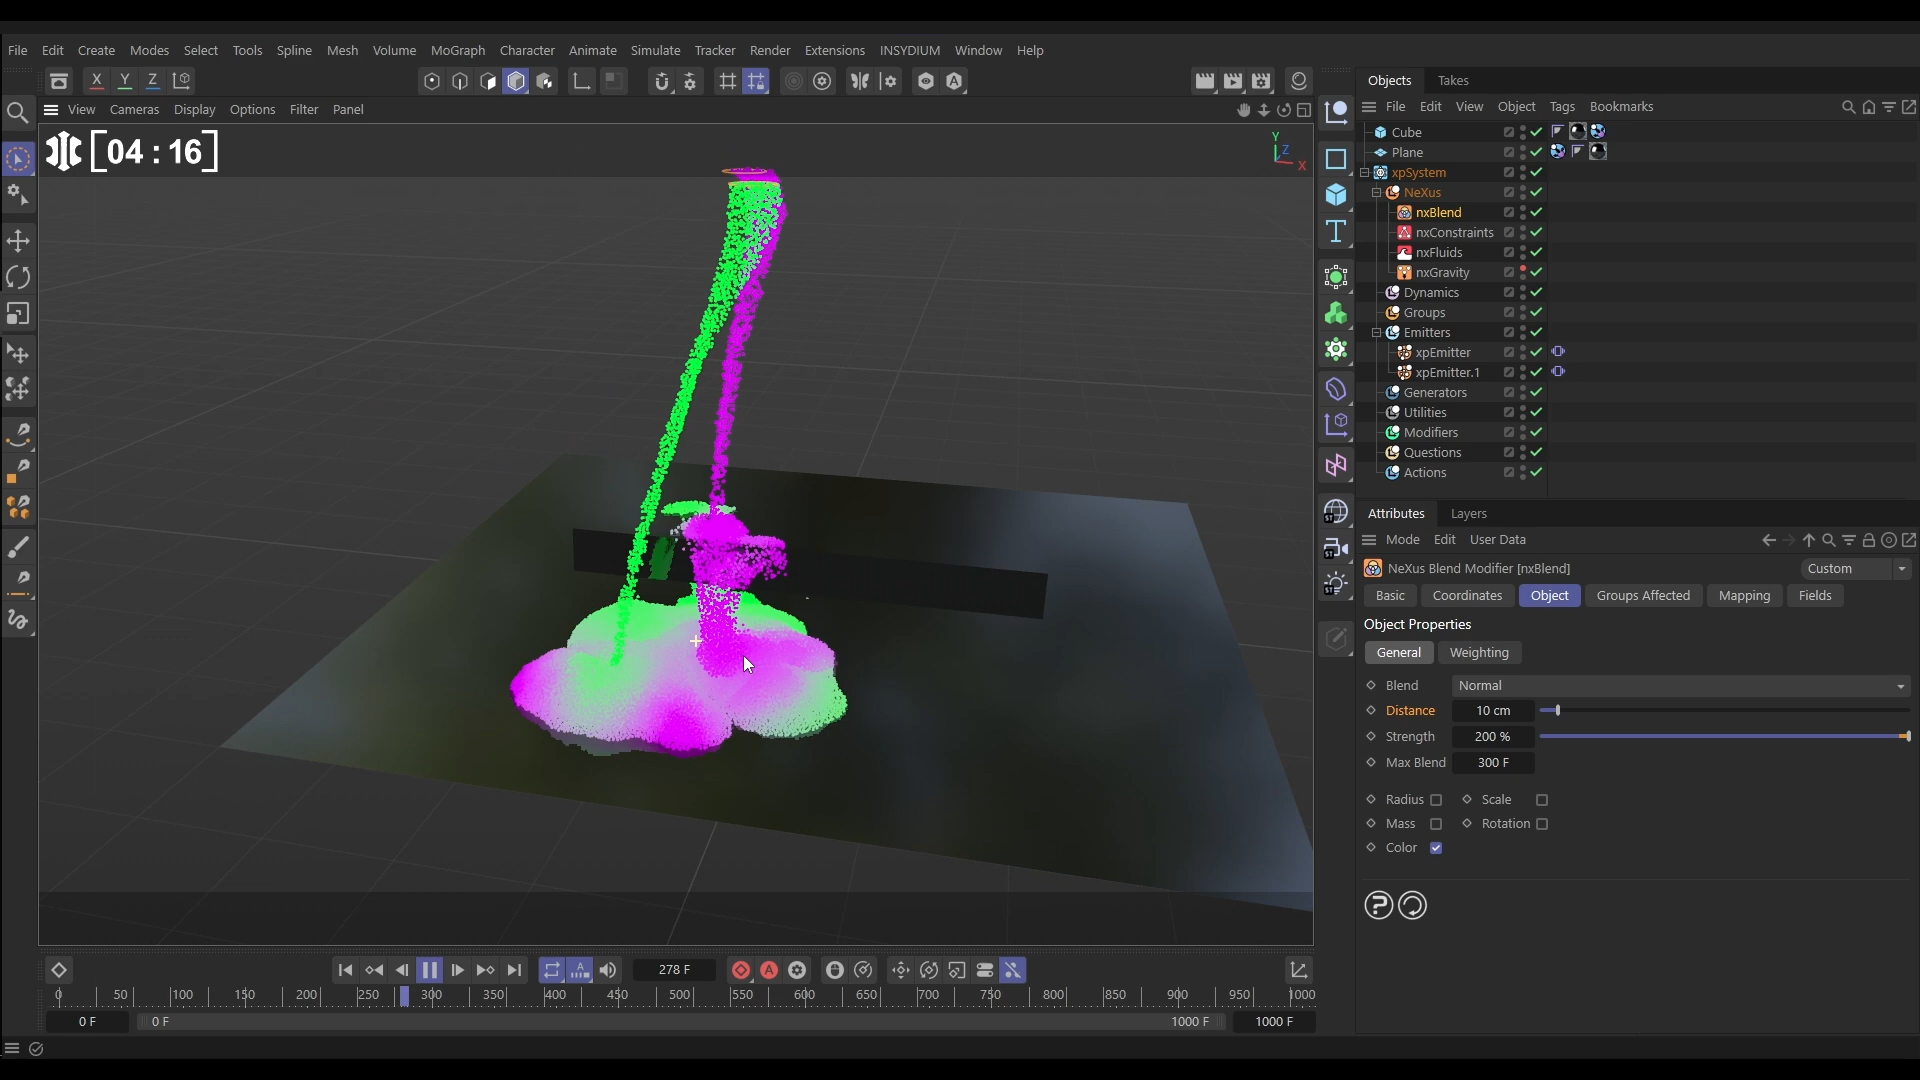 File Edit Create Modes Select Tools Spline Mesh Volume MoGraph Character Animate Simulate Tracker Render Extensions INSYDIUM Window Help
X Y Z
Objects Takes
View Cameras Display Options Filter Panel
File Edit View Object Tags Bookmarks
[04 : 16]
Y
Z
X
Cube
Plane
xpSystem
NeXus
nxBlend
nxConstraints
nxFluids
nxGravity
Dynamics
Groups
Emitters
xpEmitter
xpEmitter.1
Generators
Utilities
Modifiers
Questions
Actions
Attributes Layers
Mode Edit User Data
NeXus Blend Modifier [nxBlend] Custom
Basic Coordinates Object Groups Affected Mapping Fields
Object Properties
General Weighting
Blend Normal
Distance 10 cm
Strength 200 %
Max Blend 300 F
Radius Scale
Mass Rotation
Color
278 F
0 50 100 150 200 250 300 350 400 450 500 550 600 650 700 750 800 850 900 950 1000
0 F 0 F 1000 F 1000 F